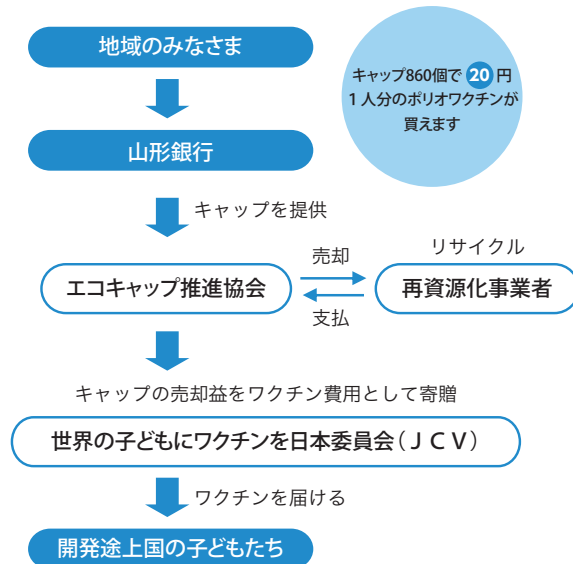 地域のみなさま
キャップ860個で 20 円
1人分のポリオワクチンが
買えます
山形銀行
キャップを提供
エコキャップ推進協会
売却
支払
リサイクル
再資源化事業者
キャップの売却益をワクチン費用として寄贈
世界の子どもにワクチンを日本委員会(ＪＣＶ)
ワクチンを届ける
開発途上国の子どもたち